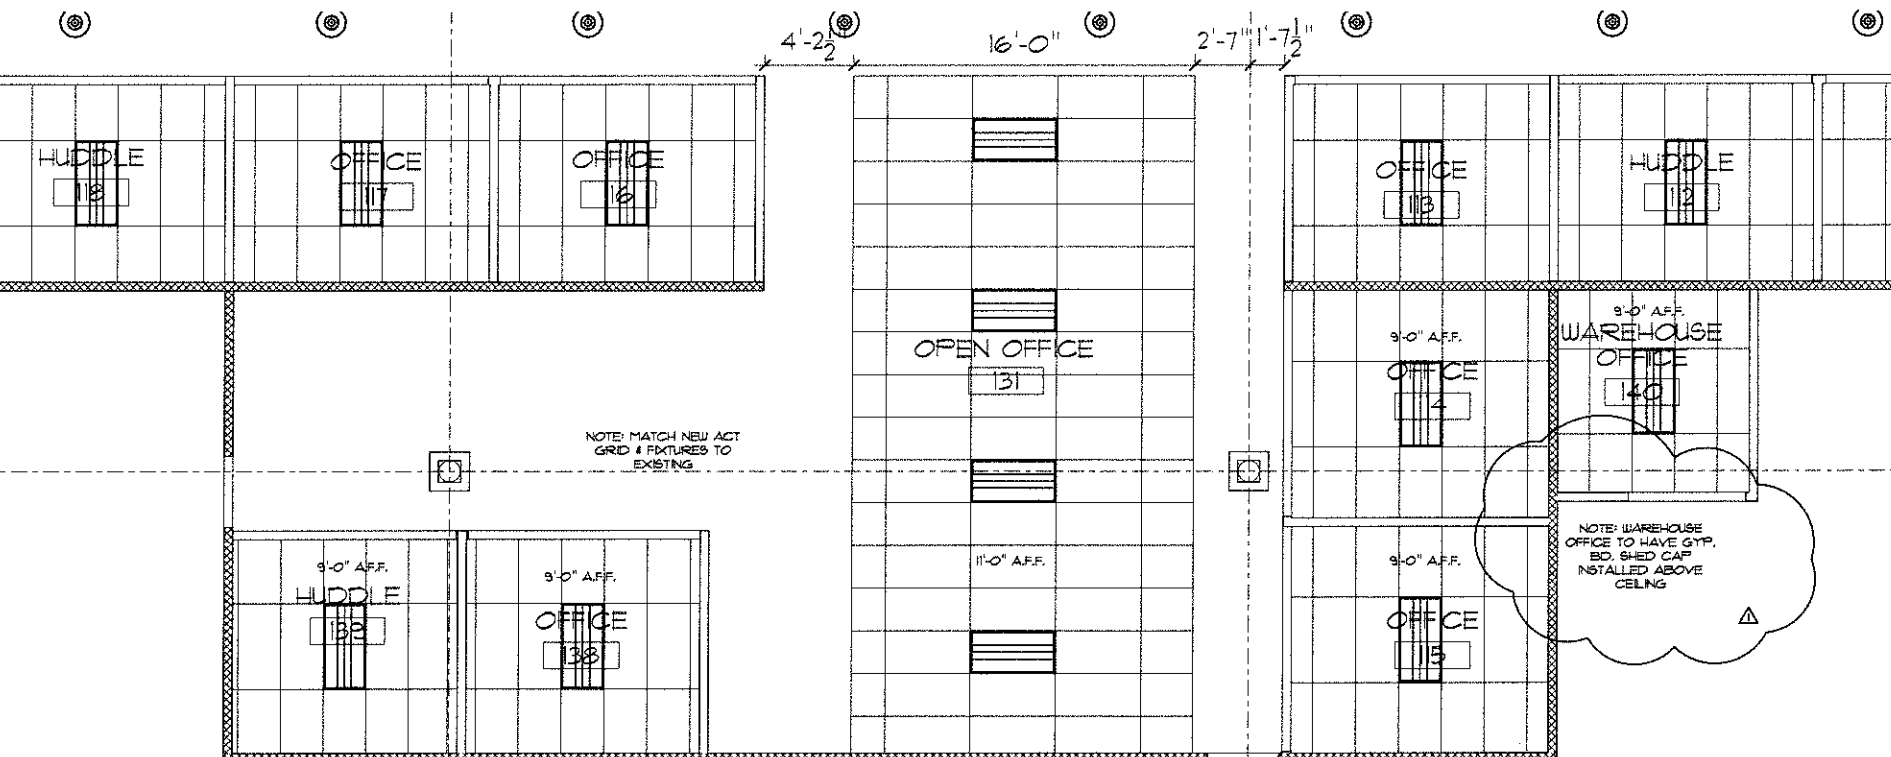 4'-2½"
16'-0"
2'-7"
1'-7½"
HUDDLE
118
OFFICE
117
OFFICE
16
OFFICE
113
HUDDLE
112
OPEN OFFICE
131
11'-0" A.F.F.
NOTE: MATCH NEW ACT
GRID & FIXTURES TO
EXISTING
9'-0" A.F.F.
OFFICE
4
9'-0" A.F.F.
WAREHOUSE
OFFICE
140
9'-0" A.F.F.
HUDDLE
139
9'-0" A.F.F.
OFFICE
138
9'-0" A.F.F.
OFFICE
115
NOTE: WAREHOUSE
OFFICE TO HAVE GYP.
BD. SHED CAP
INSTALLED ABOVE
CEILING
1